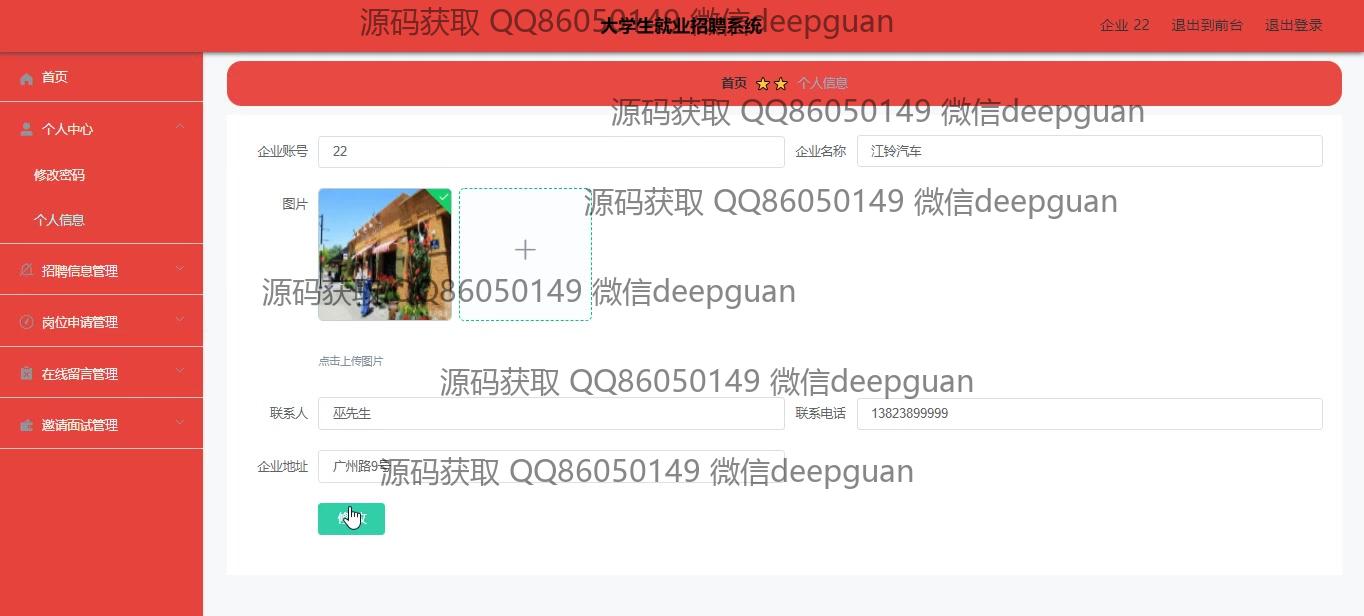 源码获取 QQ86050149 微信deepguan
大学生就业招聘系统
企业 22 退出到前台 退出登录
首页
个人中心
修改密码
个人信息
招聘信息管理
岗位申请管理
在线留言管理
邀请面试管理
首页 个人信息
源码获取 QQ86050149 微信deepguan
企业账号 22 企业名称 江铃汽车
图片
源码获取 QQ86050149 微信deepguan
源码获取 QQ86050149 微信deepguan
点击上传图片
源码获取 QQ86050149 微信deepguan
联系人 巫先生 联系电话 13823899999
企业地址 广州路9号
源码获取 QQ86050149 微信deepguan